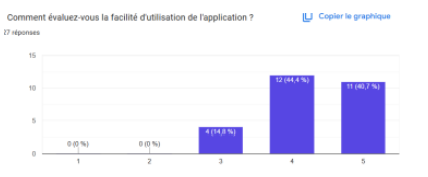 Comment évaluez-vous la facilité d'utilisation de l'application ?
Copier le graphique
27 réponses
15
10
5
0
0 (0 %)
0 (0 %)
4 (14,8 %)
12 (44,4 %)
11 (40,7 %)
1
2
3
4
5